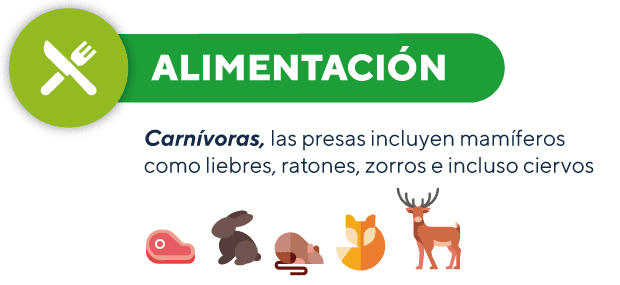 ALIMENTACIÓN
Carnívoras, las presas incluyen mamíferos
como liebres, ratones, zorros e incluso ciervos